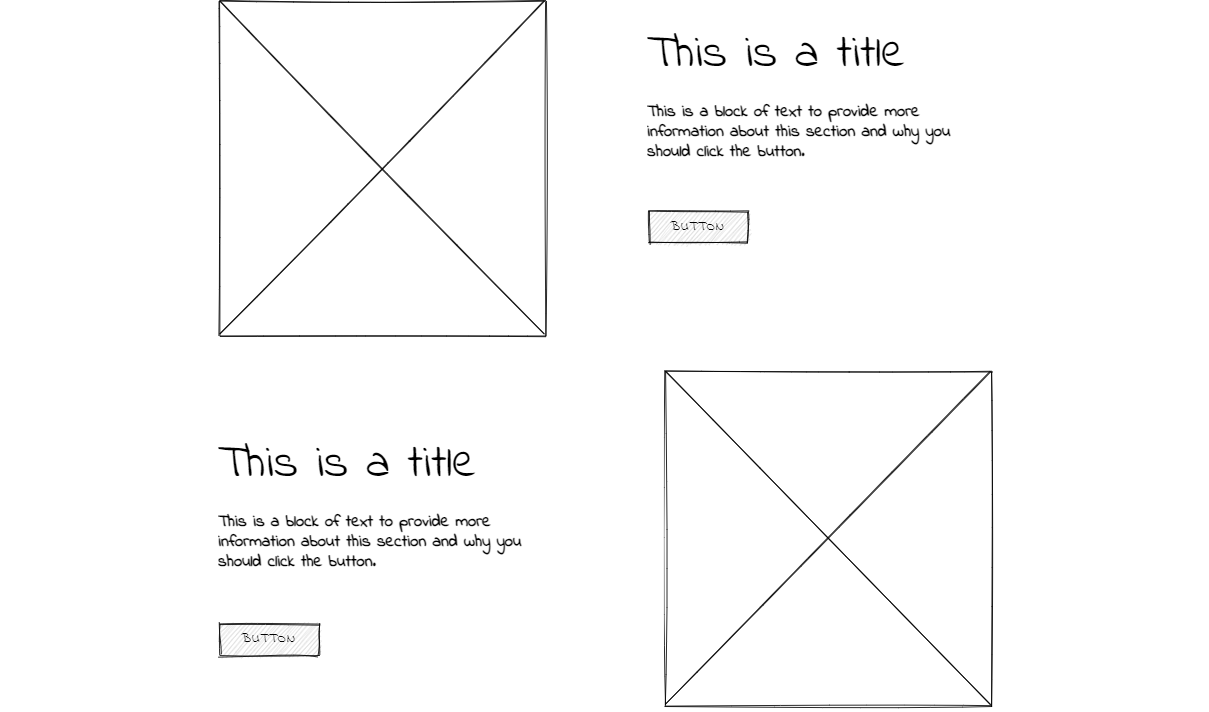 This is a title
This is a block of text to provide more
information about this section and why you
should click the button.
BUTTON
This is a title
This is a block of text to provide more
information about this section and why you
should click the button.
BUTTON